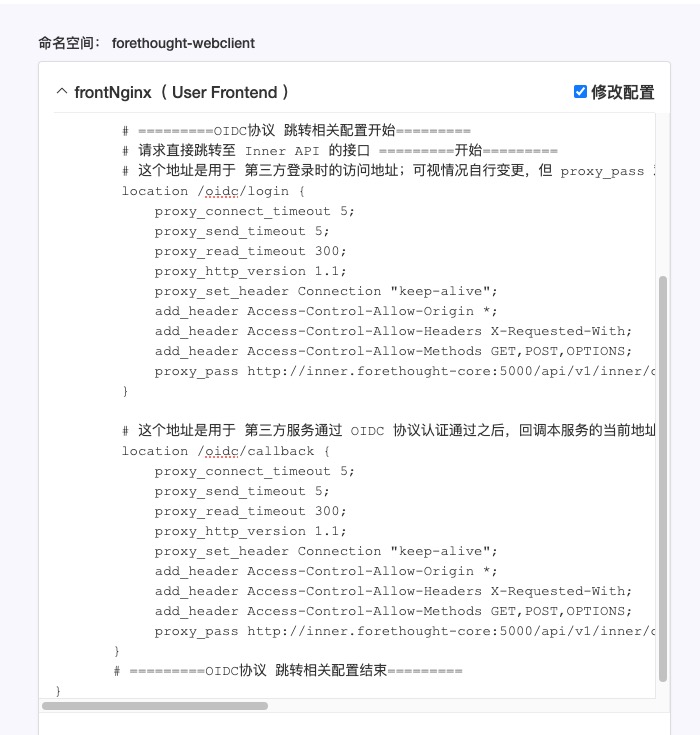 命名空间： forethought-webclient
frontNginx （ User Frontend ）
修改配置
# =========OIDC协议 跳转相关配置开始=========
# 请求直接跳转至 Inner API 的接口 =========开始=========
# 这个地址是用于 第三方登录时的访问地址; 可视情况自行变更，但 proxy_pass
location /oidc/login {
proxy_connect_timeout 5;
proxy_send_timeout 5;
proxy_read_timeout 300;
proxy_http_version 1.1;
proxy_set_header Connection "keep-alive";
add_header Access-Control-Allow-Origin *;
add_header Access-Control-Allow-Headers X-Requested-With;
add_header Access-Control-Allow-Methods GET,POST,OPTIONS;
proxy_pass http://inner.forethought-core:5000/api/v1/inner/
}
# 这个地址是用于 第三方服务通过 OIDC 协议认证通过之后，回调本服务的当前地址
location /oidc/callback {
proxy_connect_timeout 5;
proxy_send_timeout 5;
proxy_read_timeout 300;
proxy_http_version 1.1;
proxy_set_header Connection "keep-alive";
add_header Access-Control-Allow-Origin *;
add_header Access-Control-Allow-Headers X-Requested-With;
add_header Access-Control-Allow-Methods GET,POST,OPTIONS;
proxy_pass http://inner.forethought-core:5000/api/v1/inner/
}
# =========OIDC协议 跳转相关配置结束=========
}